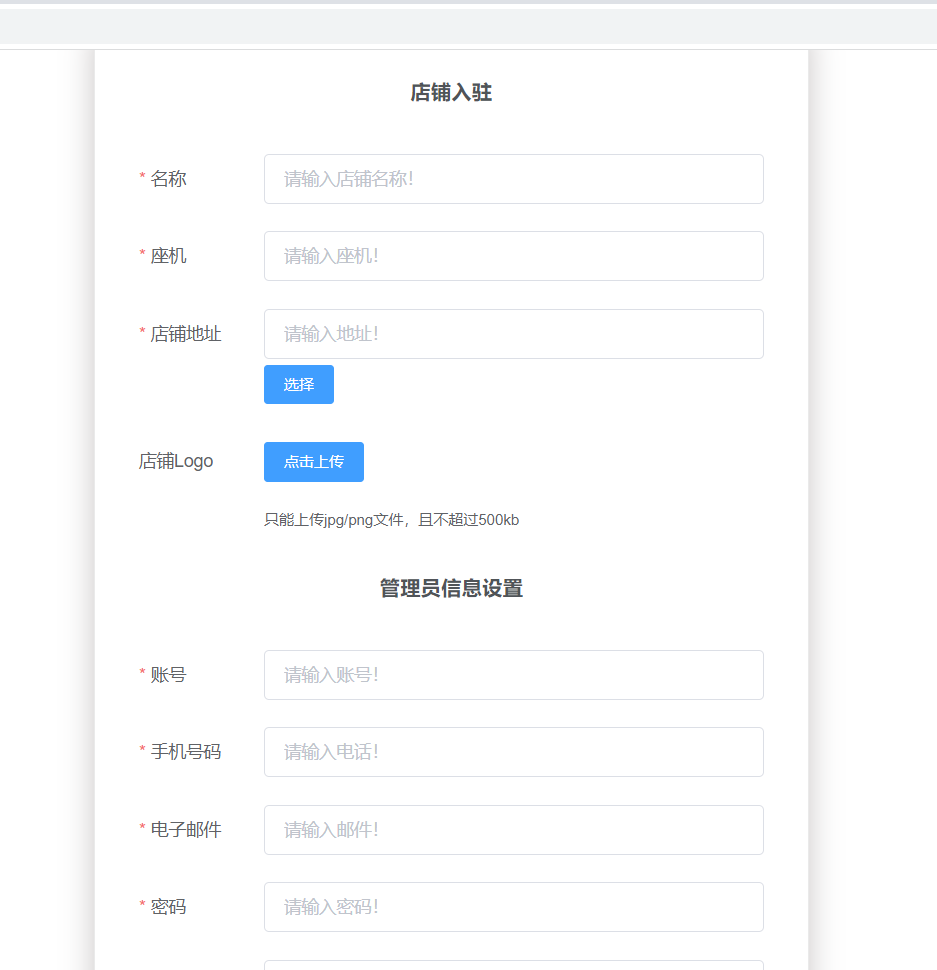 店铺入驻
* 名称 请输入店铺名称！
* 座机 请输入座机！
* 店铺地址 请输入地址！
选择
店铺Logo 点击上传
只能上传jpg/png文件，且不超过500kb
管理员信息设置
* 账号 请输入账号！
* 手机号码 请输入电话！
* 电子邮件 请输入邮件！
* 密码 请输入密码！